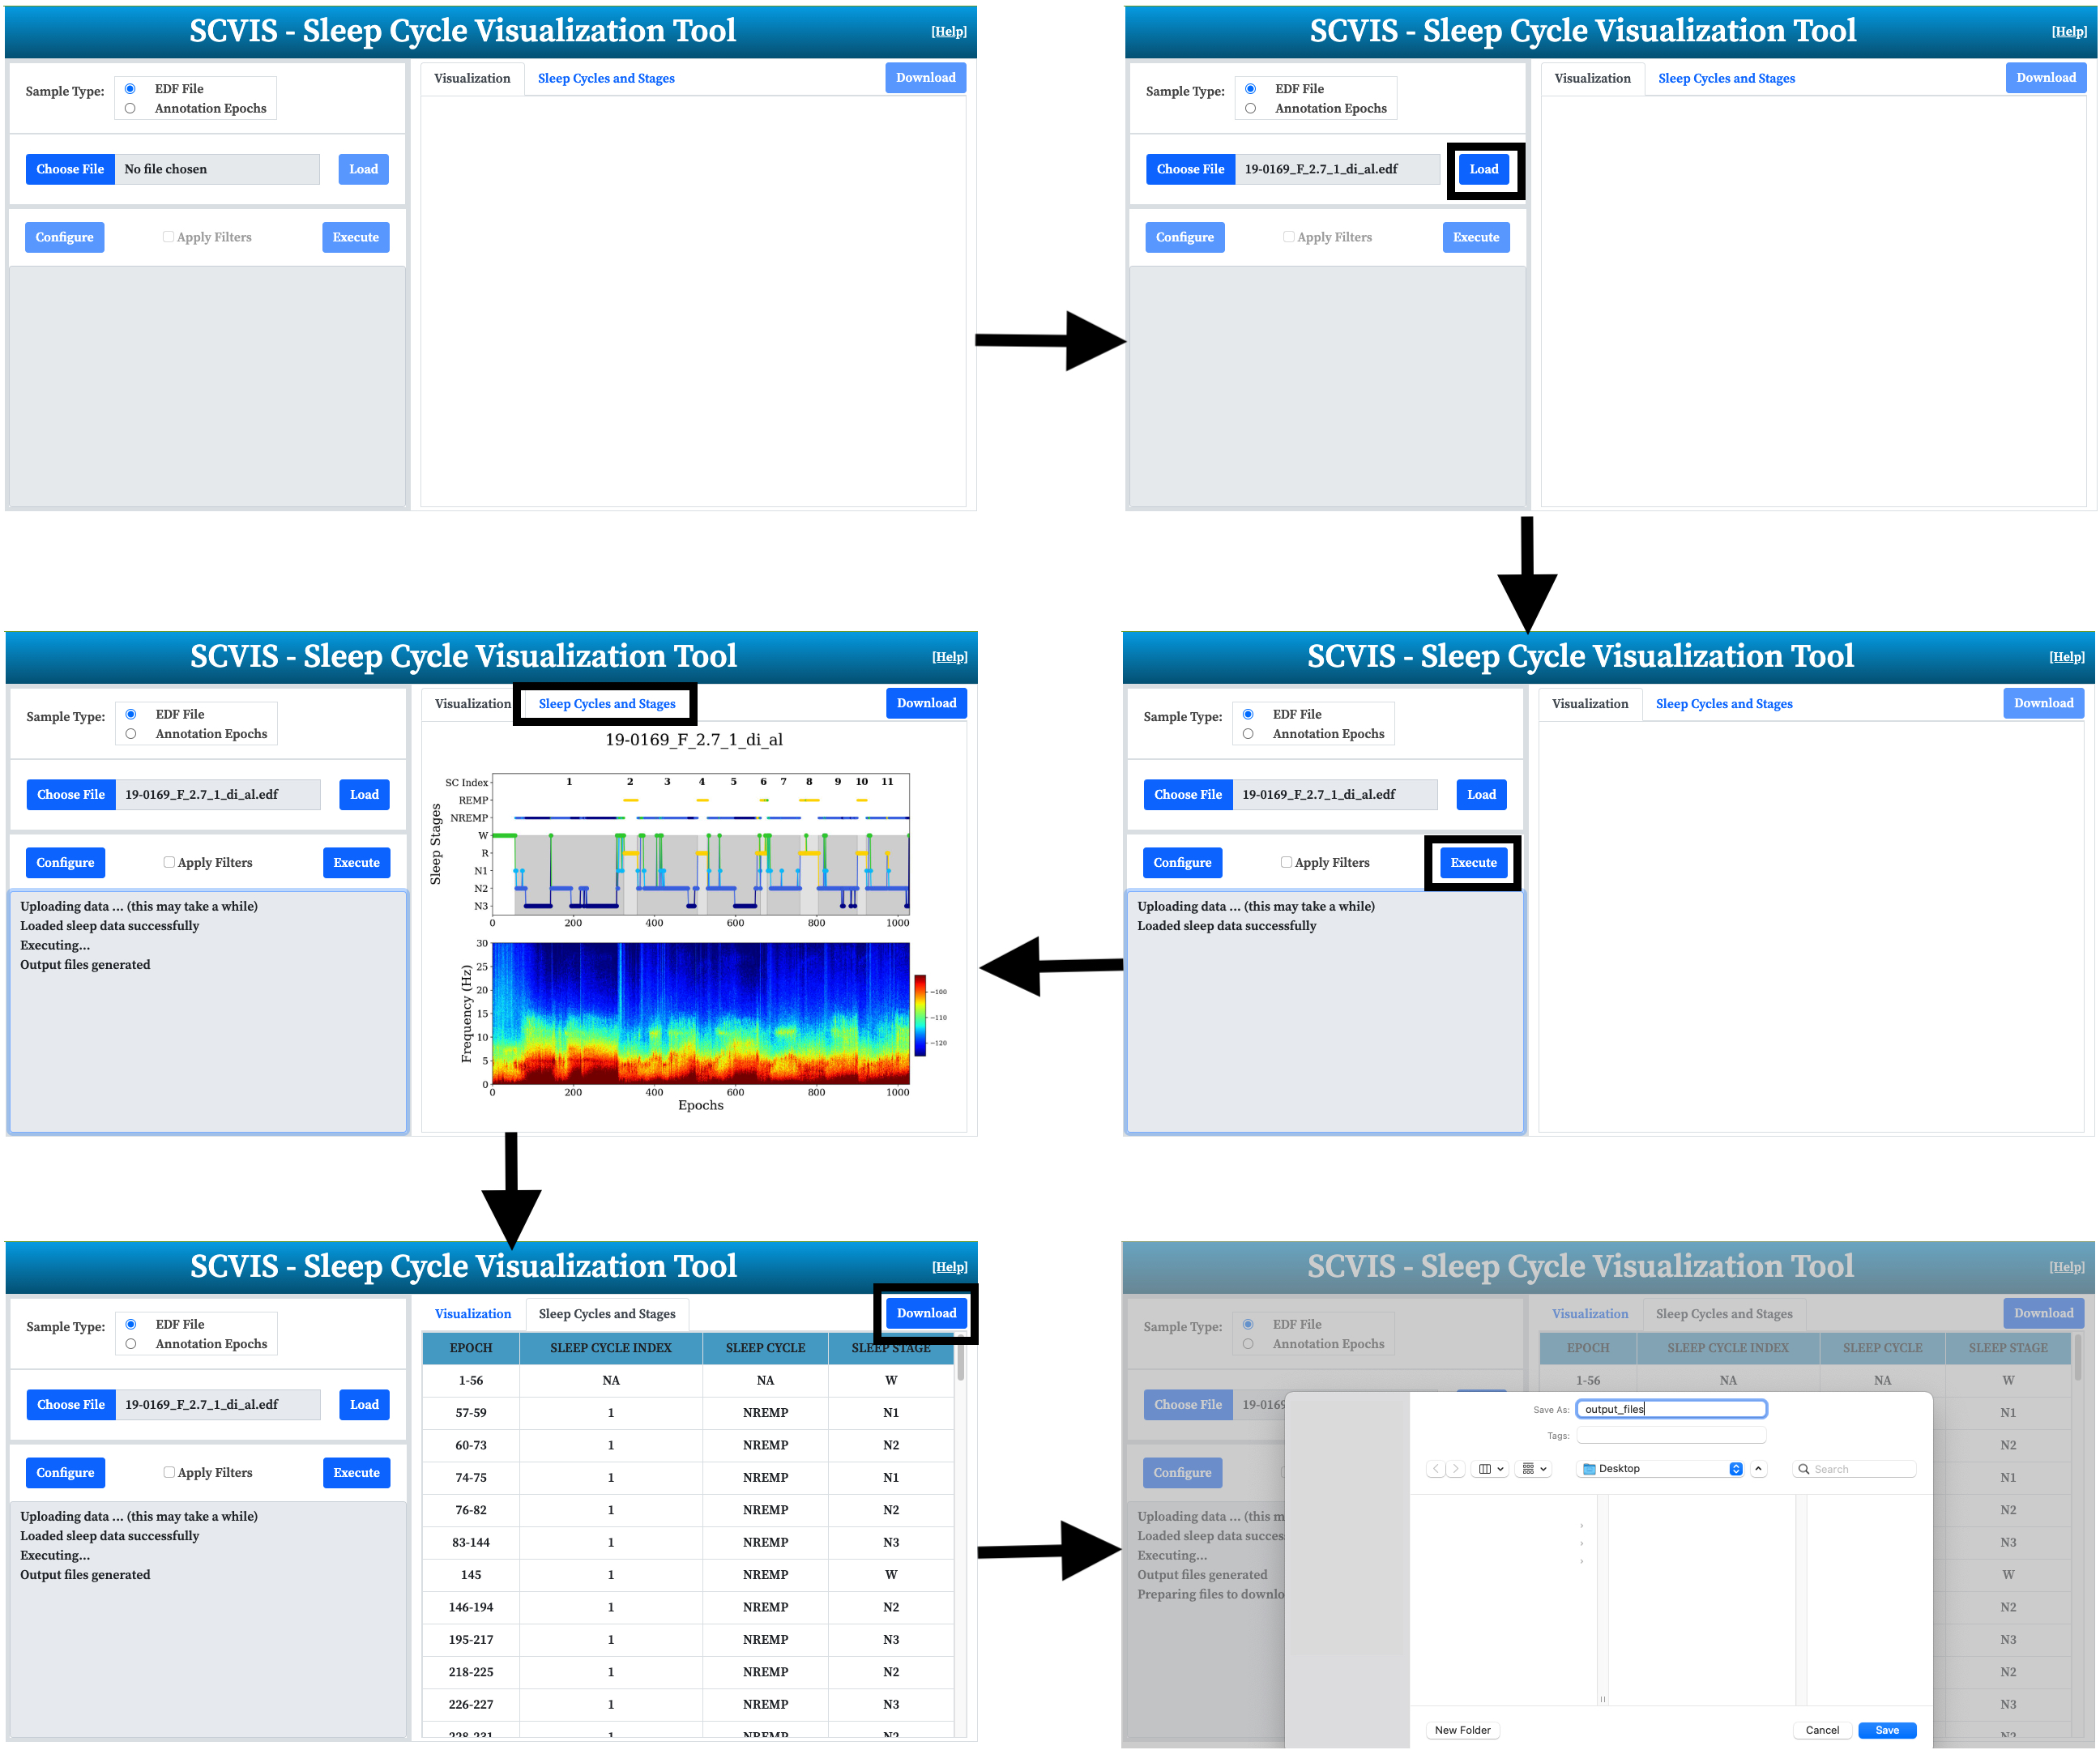 SCVIS - Sleep Cycle Visualization Tool
[Help]
Sample Type:
EDF File
Annotation Epochs
Visualization
Sleep Cycles and Stages
Download
Choose File
No file chosen
Load
Configure
Apply Filters
Execute
SCVIS - Sleep Cycle Visualization Tool
[Help]
Sample Type:
EDF File
Annotation Epochs
Visualization
Sleep Cycles and Stages
Download
Choose File
19-0169_F_2.7_1_di_al.edf
Load
Configure
Apply Filters
Execute
SCVIS - Sleep Cycle Visualization Tool
[Help]
Sample Type:
EDF File
Annotation Epochs
Visualization
Sleep Cycles and Stages
Download
Choose File
19-0169_F_2.7_1_di_al.edf
Load
Configure
Apply Filters
Execute
Uploading data ... (this may take a while)
Loaded sleep data successfully
SCVIS - Sleep Cycle Visualization Tool
[Help]
Sample Type:
EDF File
Annotation Epochs
Visualization
Sleep Cycles and Stages
Download
Choose File
19-0169_F_2.7_1_di_al.edf
Load
Configure
Apply Filters
Execute
Uploading data ... (this may take a while)
Loaded sleep data successfully
Executing...
Output files generated
19-0169_F_2.7_1_di_al
Sleep Stages
SC Index 1 2 3 4 5 6 7 8 9 10 11
REMP
NREMP
W
R
N1
N2
N3
0 200 400 600 800 1000
Frequency (Hz)
30
25
20
15
10
5
0
−100
−110
−120
0 200 400 600 800 1000
Epochs
SCVIS - Sleep Cycle Visualization Tool
[Help]
Sample Type:
EDF File
Annotation Epochs
Visualization
Sleep Cycles and Stages
Download
Choose File
19-0169_F_2.7_1_di_al.edf
Load
Configure
Apply Filters
Execute
Uploading data ... (this may take a while)
Loaded sleep data successfully
Executing...
Output files generated
EPOCH SLEEP CYCLE INDEX SLEEP CYCLE SLEEP STAGE
1-56 NA NA W
57-59 1 NREMP N1
60-73 1 NREMP N2
74-75 1 NREMP N1
76-82 1 NREMP N2
83-144 1 NREMP N3
145 1 NREMP W
146-194 1 NREMP N2
195-217 1 NREMP N3
218-225 1 NREMP N2
226-227 1 NREMP N3
228-231 1 NREMP N2
SCVIS - Sleep Cycle Visualization Tool
[Help]
Sample Type:
EDF File
Annotation Epochs
Visualization
Sleep Cycles and Stages
Download
Choose File
19-0169
Configure
Uploading data ... (this m
Loaded sleep data succes
Executing...
Output files generated
Preparing files to downlo
EPOCH SLEEP CYCLE INDEX SLEEP CYCLE SLEEP STAGE
1-56 NA NA W
N1
N2
N1
N2
N3
W
N2
N3
N2
N3
N2
Save As: output_files
Tags:
Desktop
Search
New Folder
Cancel
Save